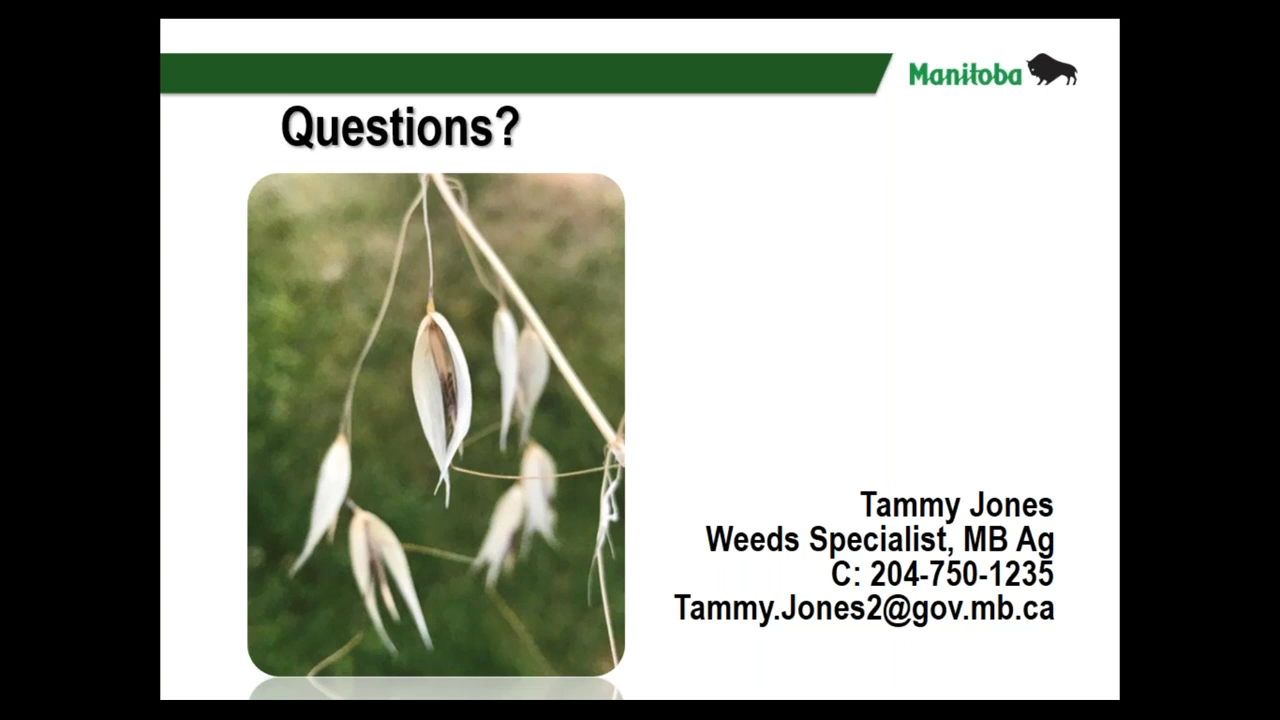 Manitoba
Questions?
Tammy Jones
Weeds Specialist, MB Ag
C: 204-750-1235
Tammy.Jones2@gov.mb.ca